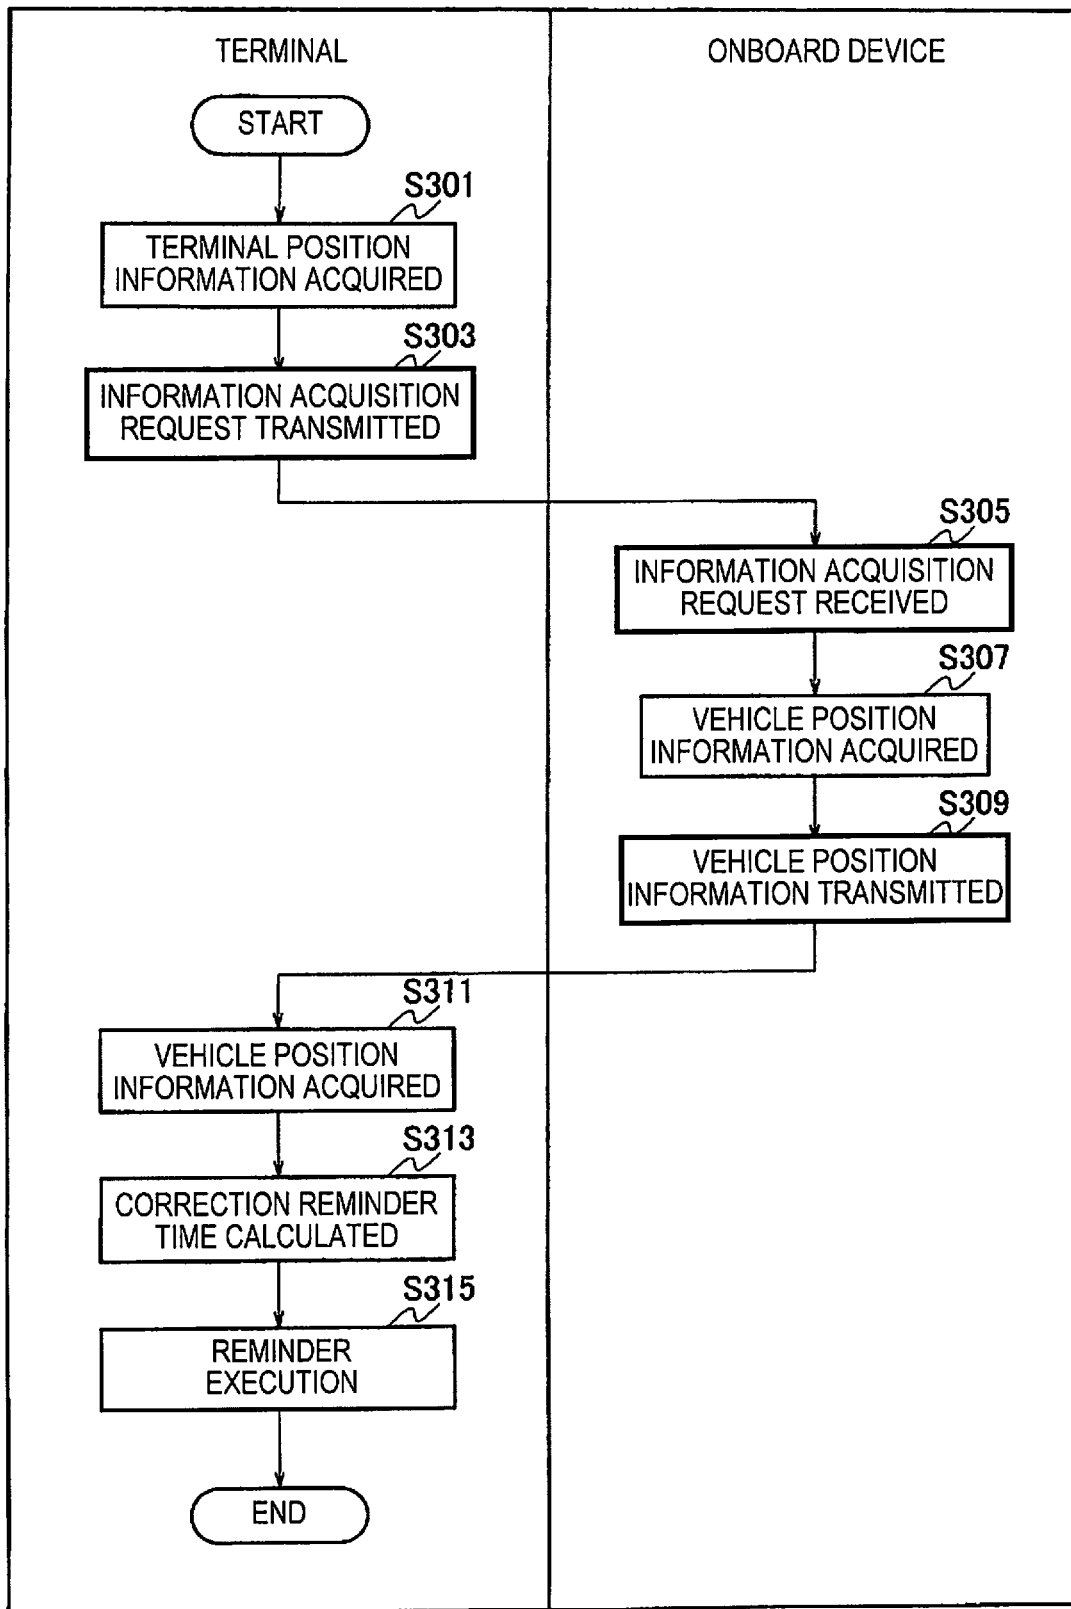 TERMINAL
ONBOARD DEVICE
START
S301
TERMINAL POSITION
INFORMATION ACQUIRED
S303
INFORMATION ACQUISITION
REQUEST TRANSMITTED
S305
INFORMATION ACQUISITION
REQUEST RECEIVED
S307
VEHICLE POSITION
INFORMATION ACQUIRED
S309
VEHICLE POSITION
INFORMATION TRANSMITTED
S311
VEHICLE POSITION
INFORMATION ACQUIRED
S313
CORRECTION REMINDER
TIME CALCULATED
S315
REMINDER
EXECUTION
END